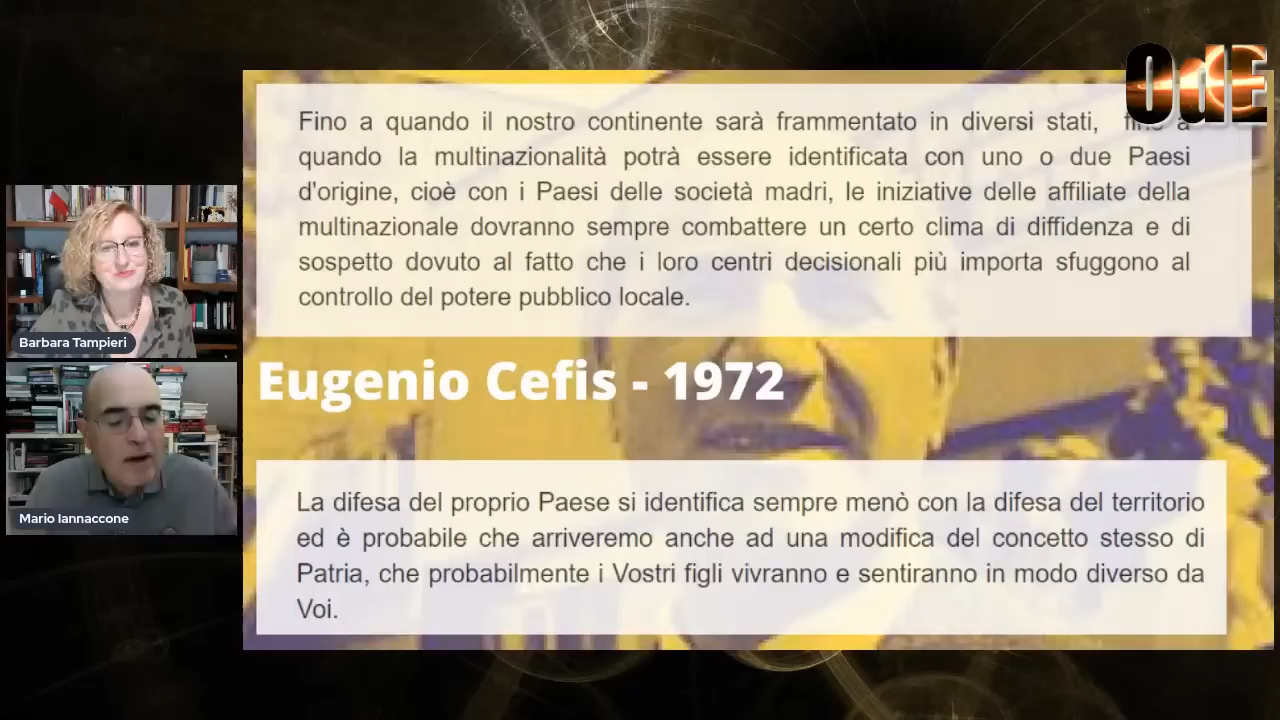 OdE
Fino a quando il nostro continente sarà frammentato in diversi stati, fino a
quando la multinazionalità potrà essere identificata con uno o due Paesi
d'origine, cioè con i Paesi delle società madri, le iniziative delle affiliate della
multinazionale dovranno sempre combattere un certo clima di diffidenza e di
sospetto dovuto al fatto che i loro centri decisionali più importa sfuggono al
controllo del potere pubblico locale.
Eugenio Cefis - 1972
La difesa del proprio Paese si identifica sempre menò con la difesa del territorio
ed è probabile che arriveremo anche ad una modifica del concetto stesso di
Patria, che probabilmente i Vostri figli vivranno e sentiranno in modo diverso da
Voi.
Barbara Tampieri
Mario Iannaccone